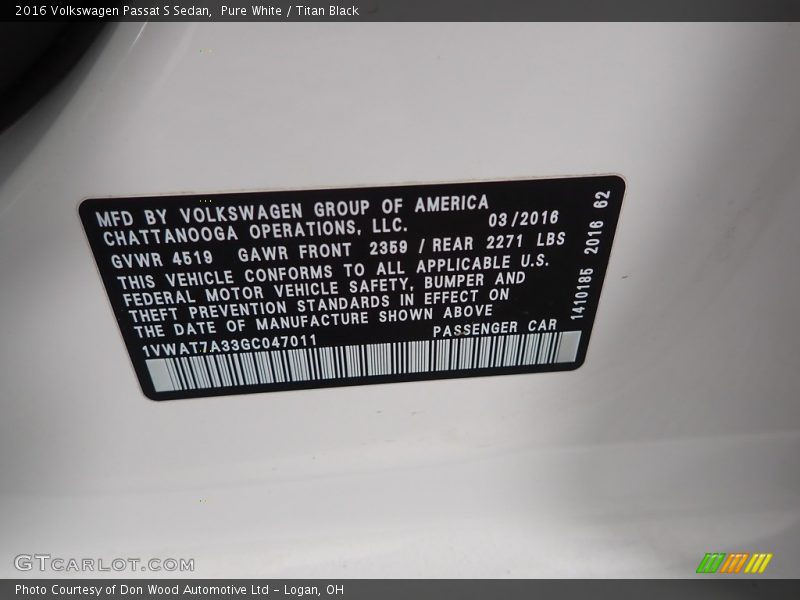 2016 Volkswagen Passat S Sedan, Pure White / Titan Black
MFD BY VOLKSWAGEN GROUP OF AMERICA
CHATTANOOGA OPERATIONS, LLC. 03/2016
GVWR 4519 GAWR FRONT 2359 / REAR 2271 LBS
THIS VEHICLE CONFORMS TO ALL APPLICABLE U.S.
FEDERAL MOTOR VEHICLE SAFETY, BUMPER AND
THEFT PREVENTION STANDARDS IN EFFECT ON
THE DATE OF MANUFACTURE SHOWN ABOVE
1VWAT7A33GC047011 PASSENGER CAR
1410185 2016 62
GTCARLOT.COM
Photo Courtesy of Don Wood Automotive Ltd - Logan, OH